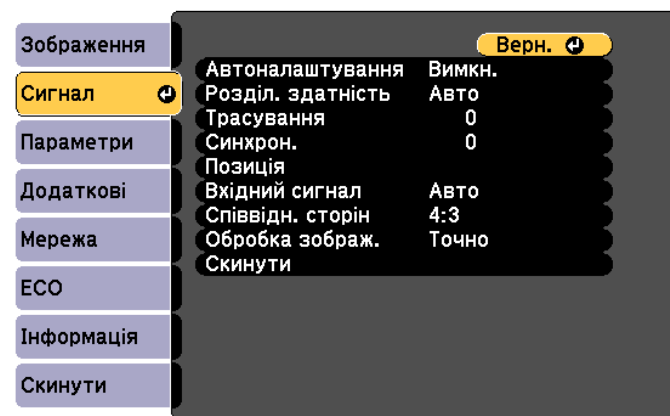 Зображення
Сигнал
Параметри
Додаткові
Мережа
ECO
Інформація
Скинути
Верн.
Автоналаштування Вимкн.
Розділ. здатність Авто
Трасування 0
Синхрон. 0
Позиція
Вхідний сигнал Авто
Співвідн. сторін 4:3
Обробка зображ. Точно
Скинути